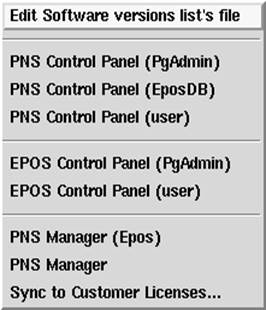 Edit Software versions list's file
PNS Control Panel (PgAdmin)
PNS Control Panel (EposDB)
PNS Control Panel (user)
EPOS Control Panel (PgAdmin)
EPOS Control Panel (user)
PNS Manager (Epos)
PNS Manager
Sync to Customer Licenses...